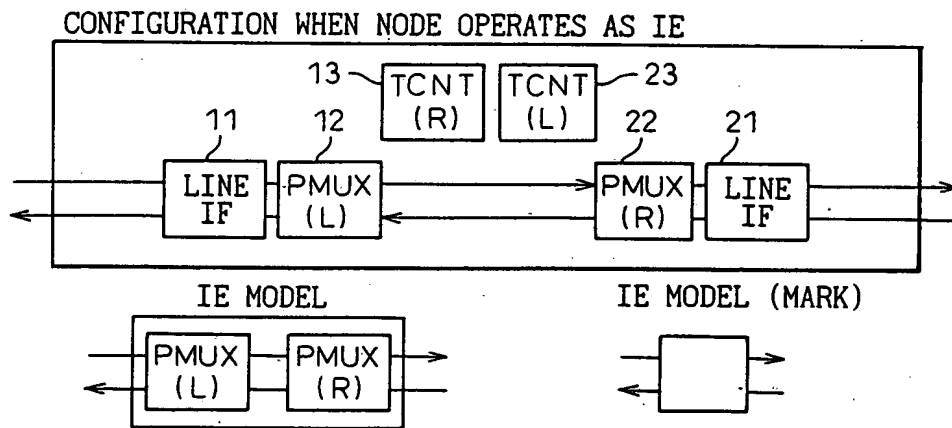 CONFIGURATION WHEN NODE OPERATES AS IE
13 TCNT (R) TCNT (L) 23
11 12 22 21
LINE IF PMUX (L) PMUX (R) LINE IF
IE MODEL IE MODEL (MARK)
PMUX (L) PMUX (R)